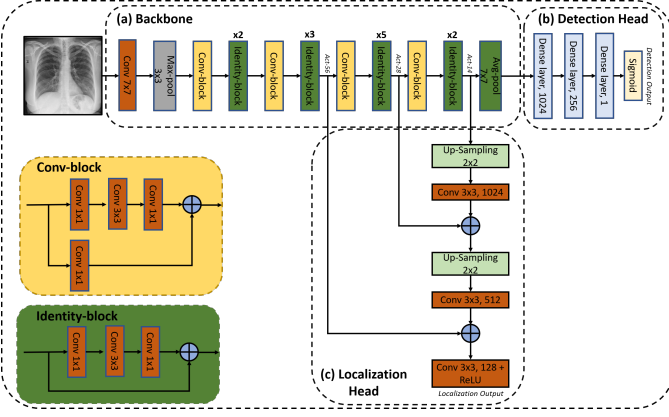 (a) Backbone
(b) Detection Head
x2
x3
x5
x2
Conv 7x7
Max-pool
3x3
Conv-block
Identity-block
Conv-block
Identity-block
Act-56
Conv-block
Identity-block
Act-28
Conv-block
Identity-block
Act-14
Avg-pool
7x7
Dense layer, 1024
Dense layer, 256
Dense layer, 1
Sigmoid
Detection Output
Up-Sampling
2x2
Conv 3x3, 1024
Up-Sampling
2x2
Conv 3x3, 512
Conv 3x3, 128 +
ReLU
Localization Output
(c) Localization
Head
Conv-block
Conv 1x1
Conv 3x3
Conv 1x1
Conv 1x1
Identity-block
Conv 1x1
Conv 3x3
Conv 1x1